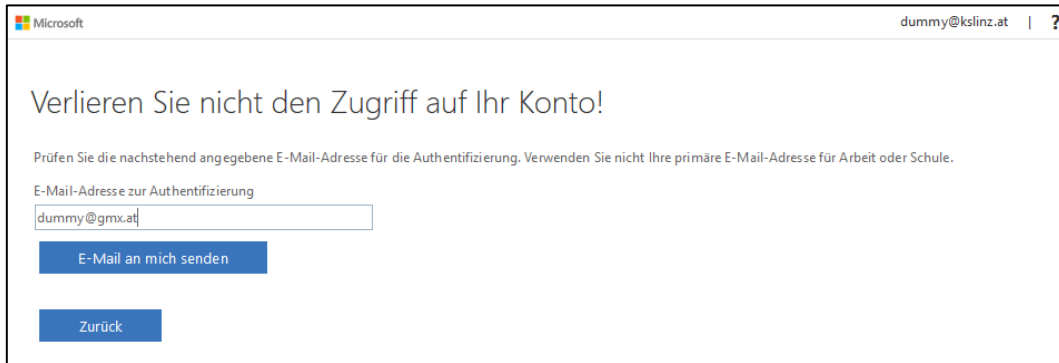 Microsoft
dummy@kslinz.at | ?
Verlieren Sie nicht den Zugriff auf Ihr Konto!
Prüfen Sie die nachstehend angegebene E-Mail-Adresse für die Authentifizierung. Verwenden Sie nicht Ihre primäre E-Mail-Adresse für Arbeit oder Schule.
E-Mail-Adresse zur Authentifizierung
dummy@gmx.at
E-Mail an mich senden
Zurück